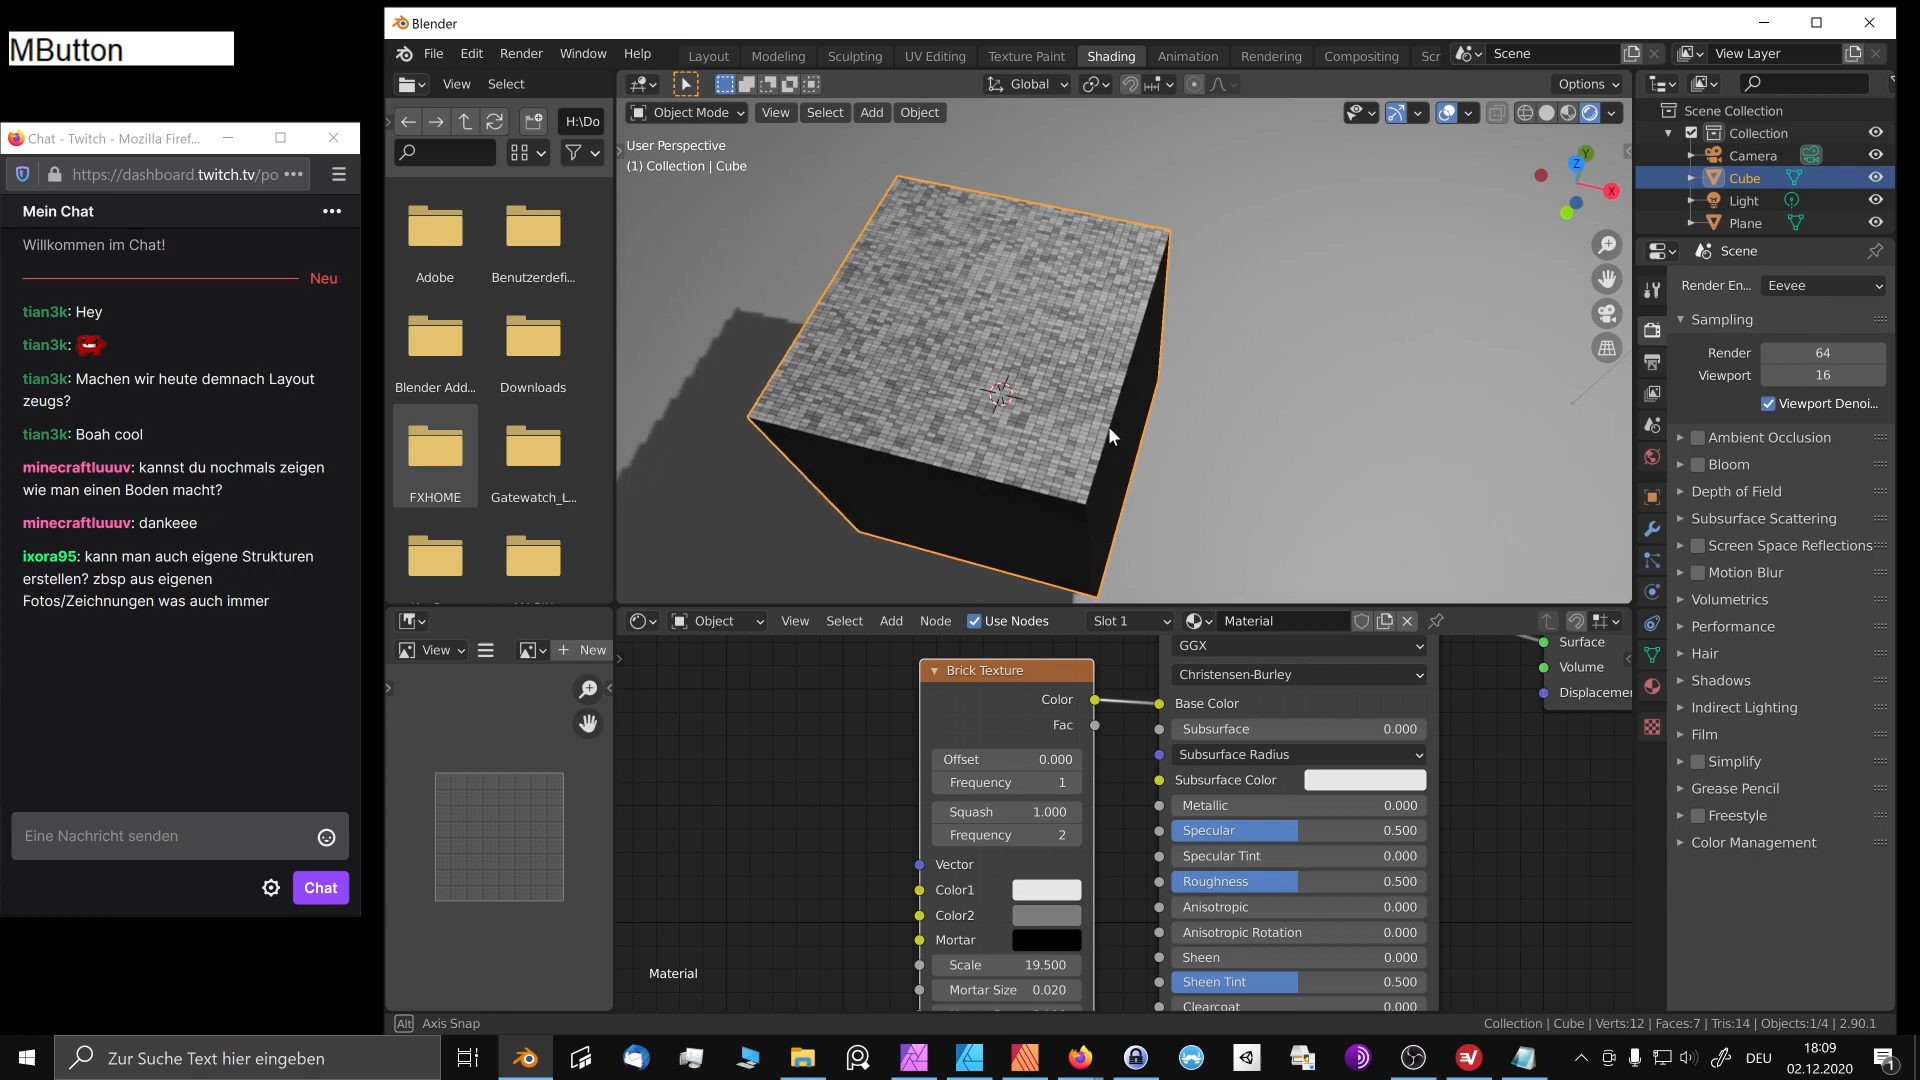 MButton
Chat - Twitch - Mozilla Firef...
https://dashboard.twitch.tv/po
Mein Chat
Willkommen im Chat!
Neu
tian3k: Hey
tian3k:
tian3k: Machen wir heute demnach Layout
zeugs?
tian3k: Boah cool
minecraftluuuv: kannst du nochmals zeigen
wie man einen Boden macht?
minecraftluuuv: dankeee
ixora95: kann man auch eigene Strukturen
erstellen? zbsp aus eigenen
Fotos/Zeichnungen was auch immer
Eine Nachricht senden
Chat
Blender
File Edit Render Window Help
Layout Modeling Sculpting UV Editing Texture Paint Shading Animation Rendering Compositing Scr
Scene
View Layer
View Select
H:\Do
Adobe
Benutzerdefi...
Blender Add...
Downloads
FXHOME
Gatewatch_L...
Global
Options
Object Mode View Select Add Object
User Perspective
(1) Collection | Cube
Z
Y
X
Scene Collection
Collection
Camera
Cube
Light
Plane
Scene
Render En... Eevee
Sampling
Render 64
Viewport 16
Viewport Denoi...
Ambient Occlusion
Bloom
Depth of Field
Subsurface Scattering
Screen Space Reflections
Motion Blur
Volumetrics
Performance
Hair
Shadows
Indirect Lighting
Film
Simplify
Grease Pencil
Freestyle
Color Management
View
New
Object View Select Add Node Use Nodes Slot 1 Material
Brick Texture
Color
Fac
Offset 0.000
Frequency 1
Squash 1.000
Frequency 2
Vector
Color1
Color2
Mortar
Scale 19.500
Mortar Size 0.020
Material
GGX
Christensen-Burley
Base Color
Subsurface 0.000
Subsurface Radius
Subsurface Color
Metallic 0.000
Specular 0.500
Specular Tint 0.000
Roughness 0.500
Anisotropic 0.000
Anisotropic Rotation 0.000
Sheen 0.000
Sheen Tint 0.500
Clearcoat 0.000
Surface
Volume
Displacemen
Alt Axis Snap
Collection | Cube | Verts:12 | Faces:7 | Tris:14 | Objects:1/4 | 2.90.1
Zur Suche Text hier eingeben
DEU
18:09
02.12.2020
1